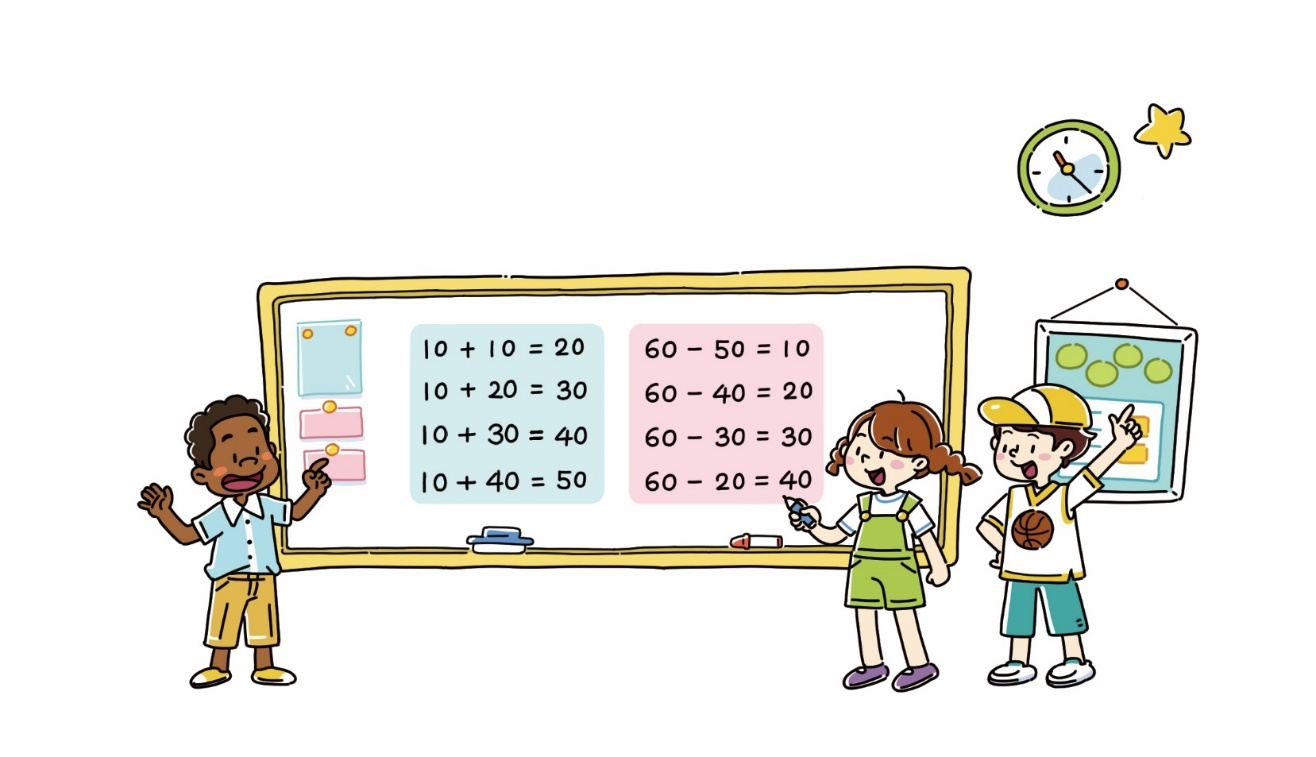 10 + 10 = 20
10 + 20 = 30
10 + 30 = 40
10 + 40 = 50
60 - 50 = 10
60 - 40 = 20
60 - 30 = 30
60 - 20 = 40